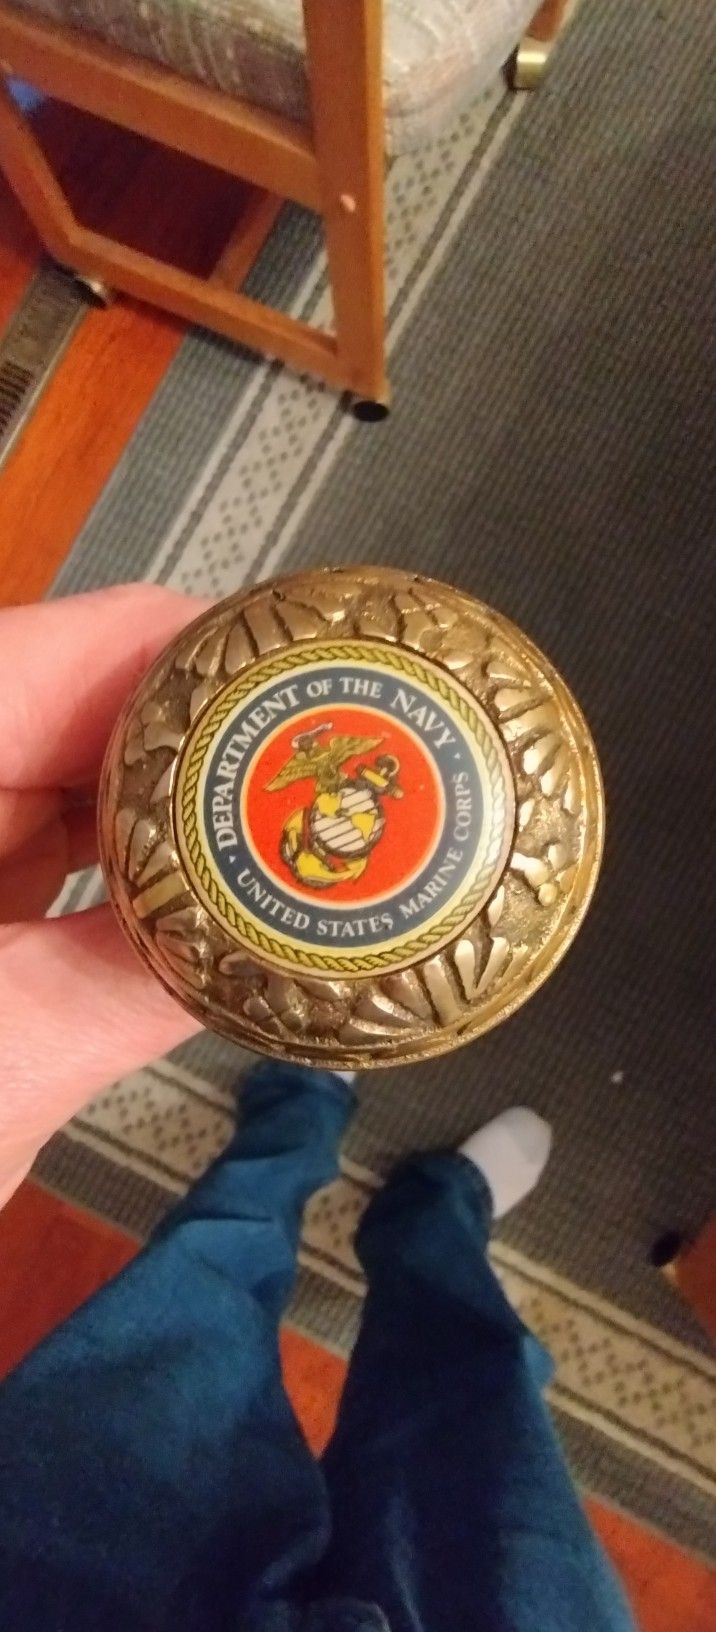 DEPARTMENT OF THE NAVY
UNITED STATES MARINE CORPS